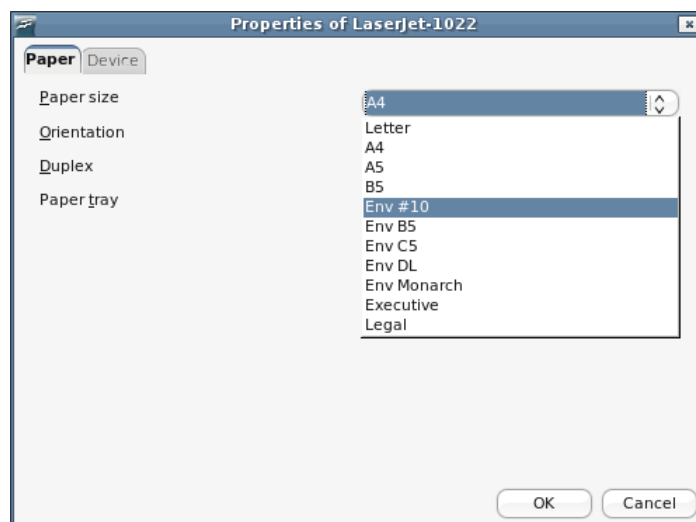 Properties of LaserJet-1022
Paper Device
Paper size
A4
Letter
Orientation
A4
Duplex
A5
B5
Paper tray
Env #10
Env B5
Env C5
Env DL
Env Monarch
Executive
Legal
OK Cancel